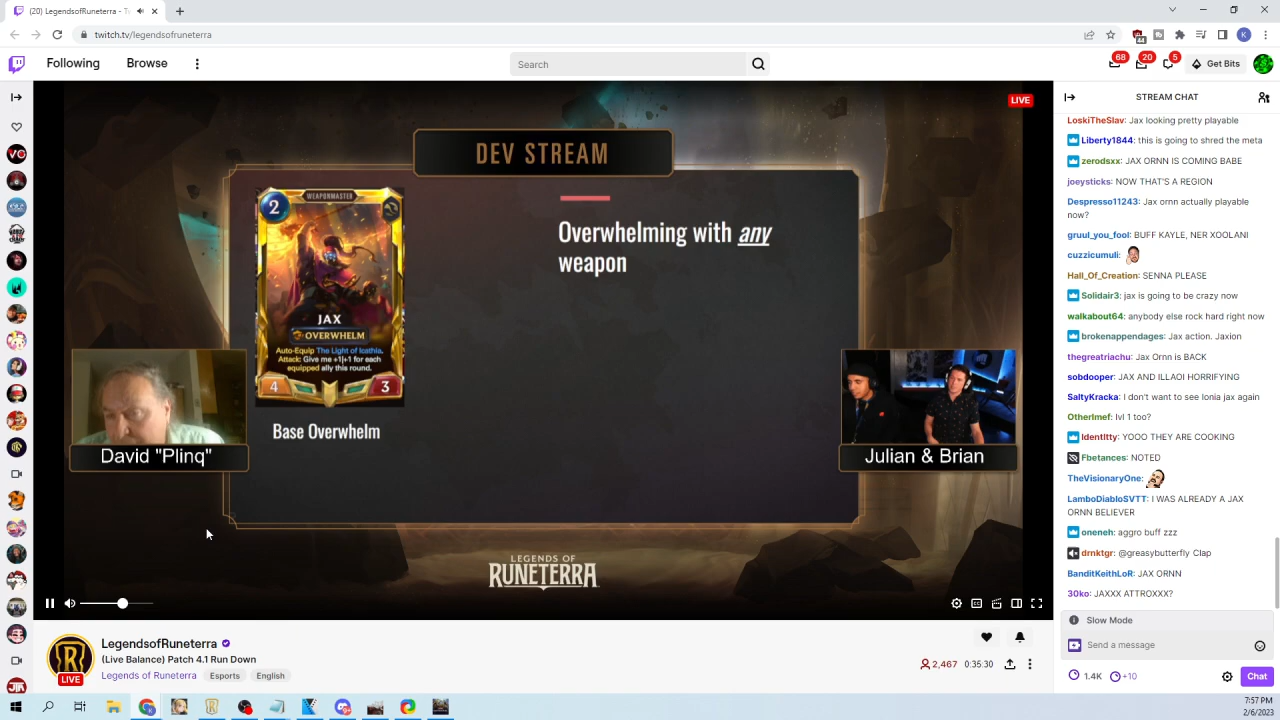 (20) LegendsofRuneterra - T
twitch.tv/legendsofruneterra
Following
Browse
Search
68
20
5
Get Bits
LIVE
DEV STREAM
2
WEAPONMASTER
JAX
OVERWHELM
Auto-Equip The Light of Icathia.
Attack: Give me +1|+1 for each
equipped ally this round.
4
3
Base Overwhelm
Overwhelming with any
weapon
David "Plinq"
Julian & Brian
LEGENDS OF
RUNETERRA
STREAM CHAT
LoskiTheSlav: Jax looking pretty playable
Liberty1844: this is going to shred the meta
zerodsxx: JAX ORNN IS COMING BABE
joeysticks: NOW THAT'S A REGION
Despresso11243: Jax ornn actually playable
now?
gruul_you_fool: BUFF KAYLE, NER XOOLANI
cuzzicumuli:
Hall_Of_Creation: SENNA PLEASE
Solidair3: jax is going to be crazy now
walkabout64: anybody else rock hard right now
brokenappendages: Jax action. Jaxion
thegreatriachu: Jax Ornn is BACK
sobdooper: JAX AND ILLAOI HORRIFYING
SaltyKracka: I don't want to see Ionia jax again
OtherImef: lvl 1 too?
IdentItty: YOOO THEY ARE COOKING
Fbetances: NOTED
TheVisionaryOne:
LamboDiabloSVTT: I WAS ALREADY A JAX
ORNN BELIEVER
oneneh: aggro buff zzz
drnktgr: @greasybutterfly Clap
BanditKeithLoR: JAX ORNN
30ko: JAXXX ATTROXXX?
Slow Mode
Send a message
1.4K
+10
Chat
LegendsofRuneterra
(Live Balance) Patch 4.1 Run Down
Legends of Runeterra
Esports
English
LIVE
2,467
0:35:30
7:57 PM
2/6/2023